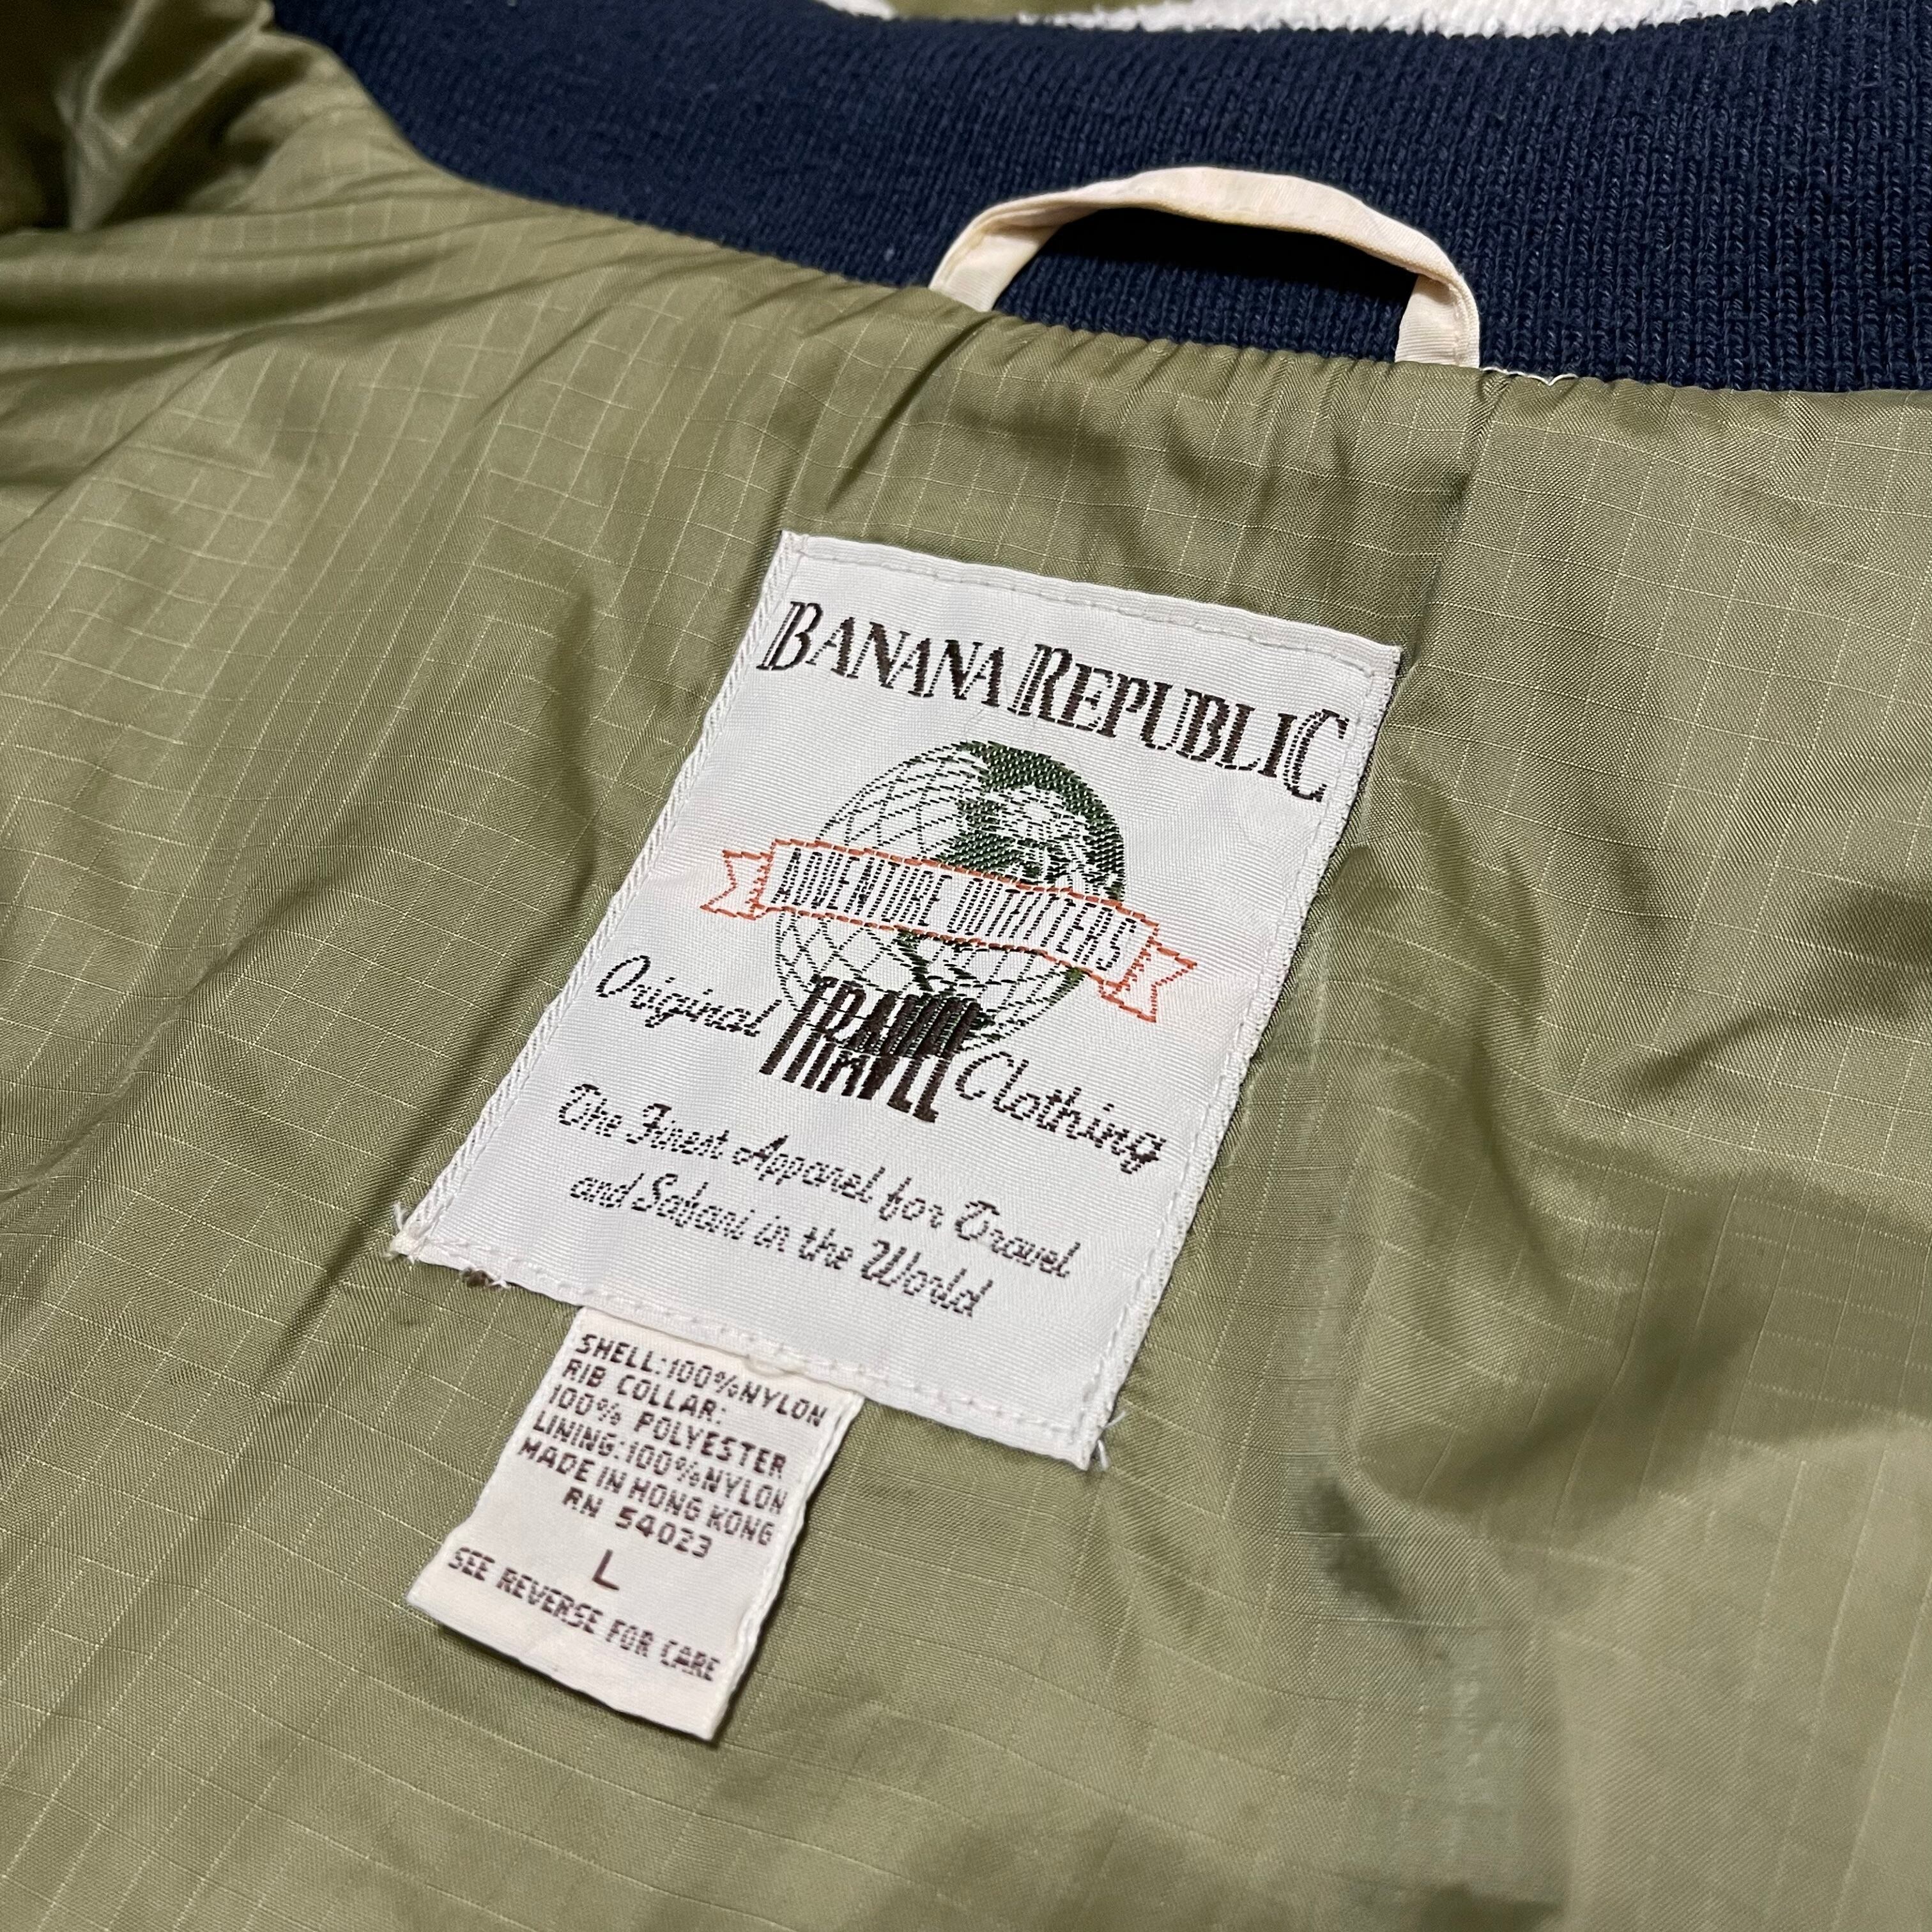 BANANA REPUBLIC
ADVENTURE OUTFITTERS
Original TRAVEL Clothing
The Finest Apparel for Travel
and Safari in the World
SHELL:100%NYLON
RIB COLLAR:
100% POLYESTER
LINING:100%NYLON
MADE IN HONG KONG
RN 54023
L
SEE REVERSE FOR CARE